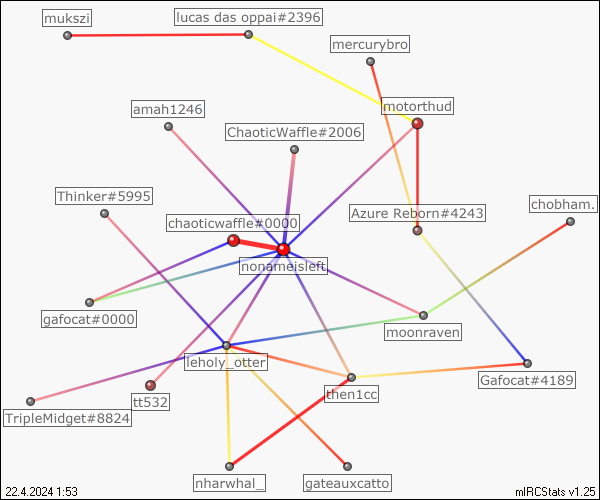 mukszi
lucas das oppai#2396
mercurybro
amah1246
motorthud
ChaoticWaffle#2006
Thinker#5995
chaoticwaffle#0000
Azure Reborn#4243
chobham.
nonameisleft
gafocat#0000
moonraven
leholy_otter
Gafocat#4189
tt532
then1cc
TripleMidget#8824
nharwhal_
gateauxcatto
22.4.2024 1:53
mIRCStats v1.25